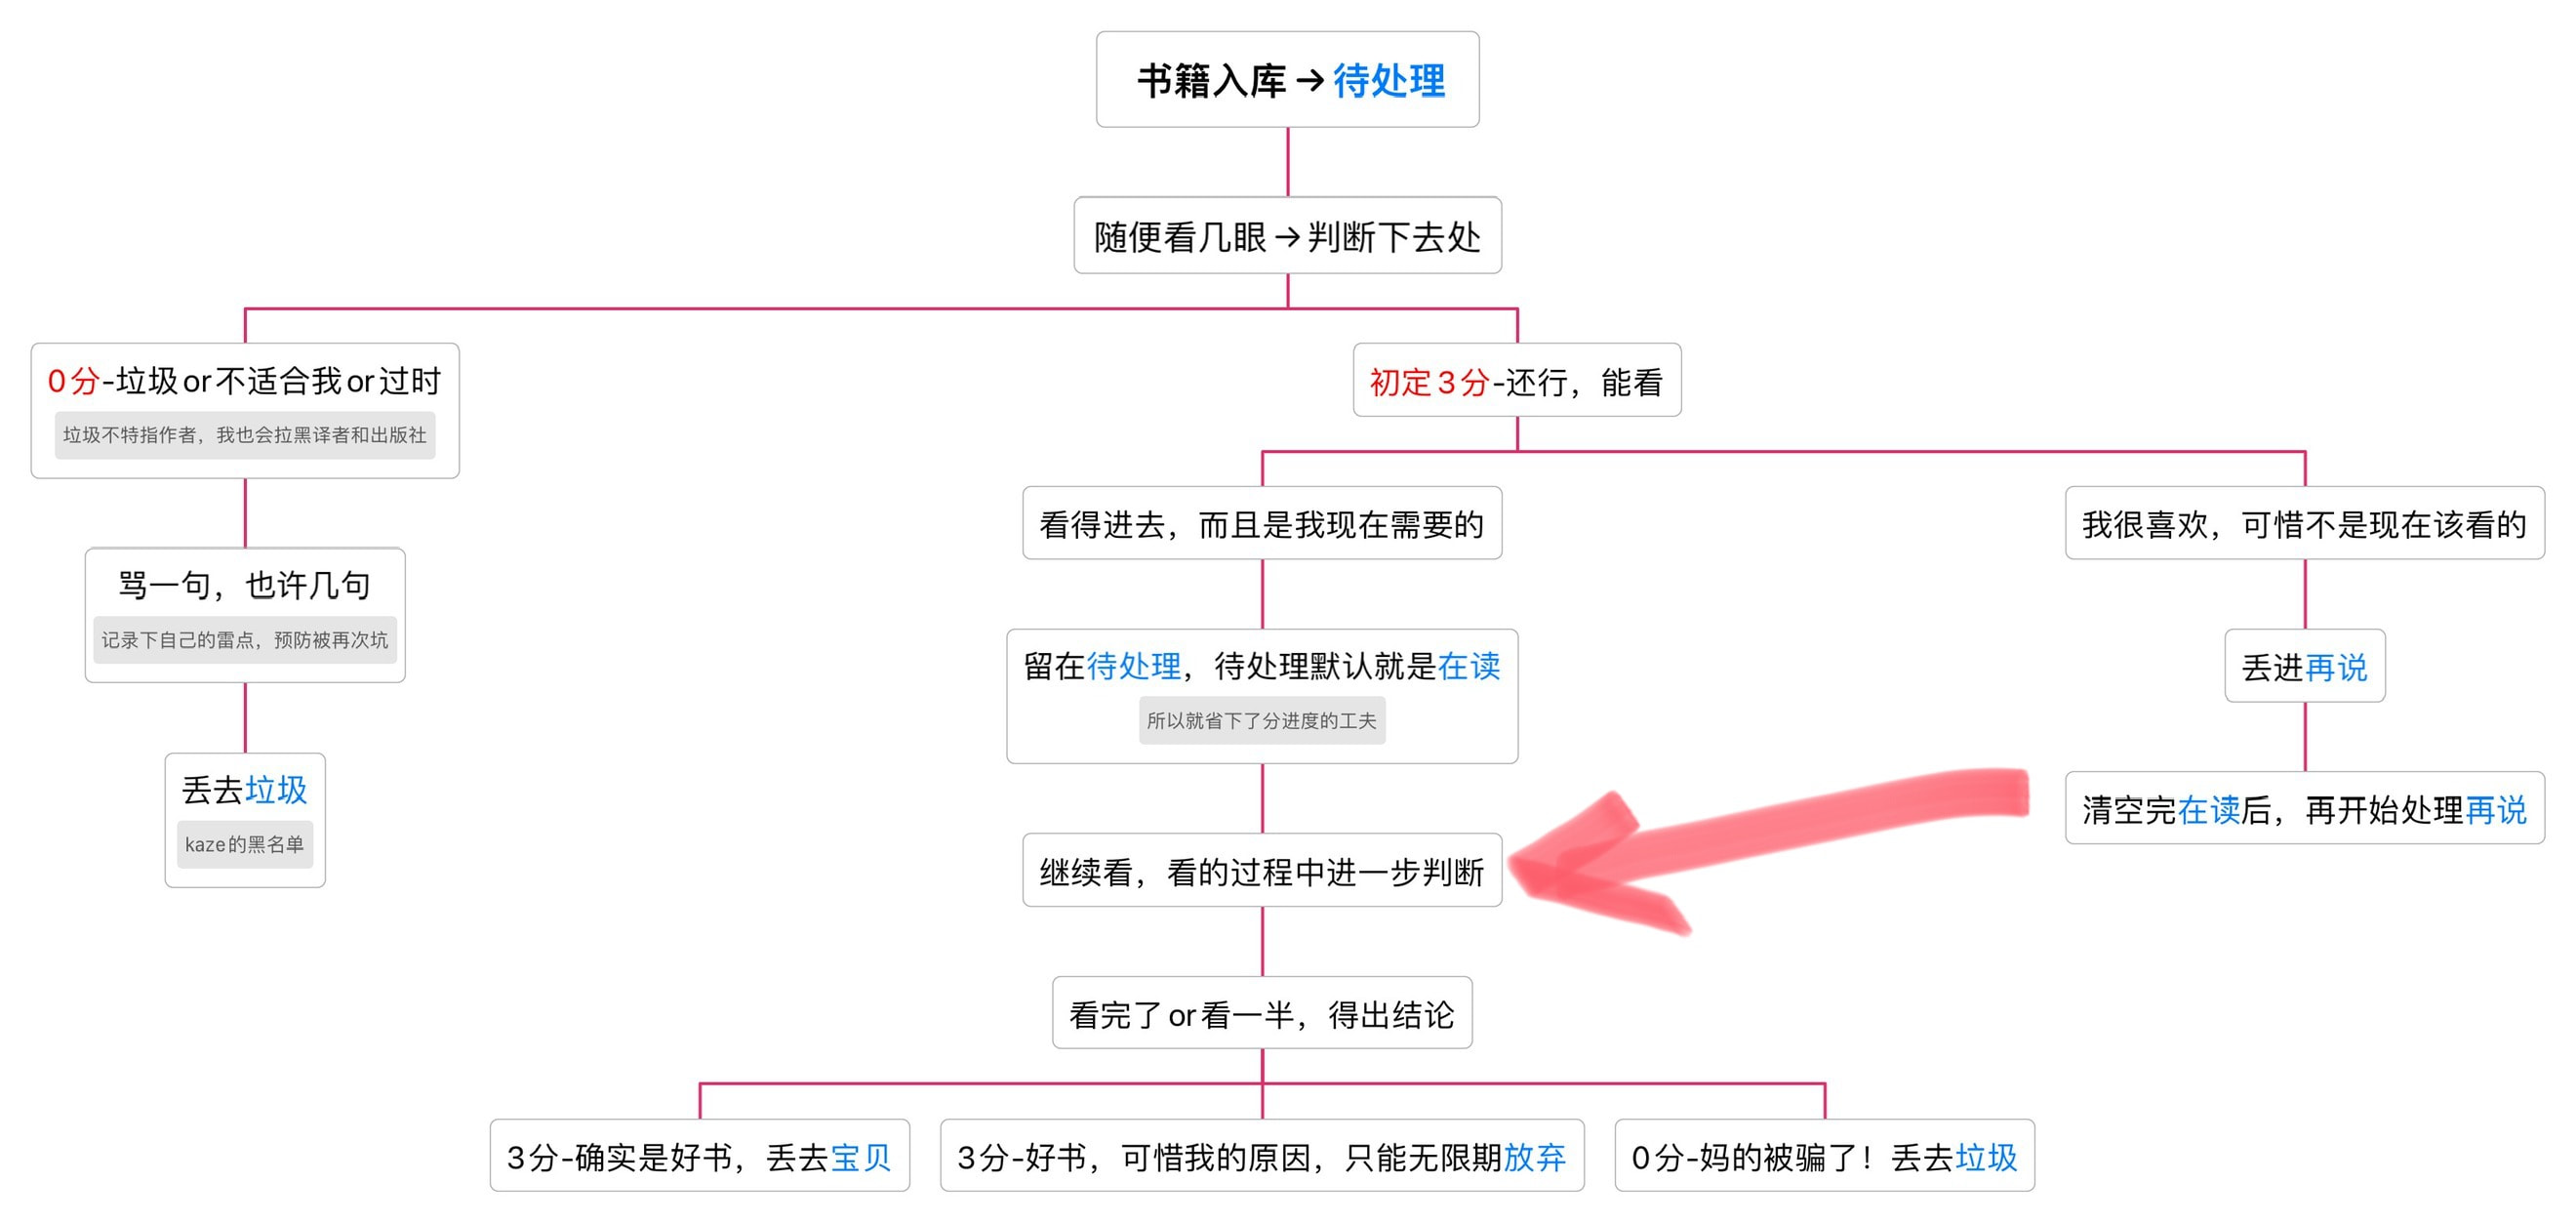 书籍入库→待处理
随便看几眼→判断下去处
0分-垃圾or不适合我or过时
垃圾不特指作者，我也会拉黑译者和出版社
骂一句，也许几句
记录下自己的雷点，预防被再次坑
丢去垃圾
kaze的黑名单
初定3分-还行，能看
看得进去，而且是我现在需要的
留在待处理，待处理默认就是在读
所以就省下了分进度的工夫
继续看，看的过程中进一步判断
看完了or看一半，得出结论
3分-确实是好书，丢去宝贝
3分-好书，可惜我的原因，只能无限期放弃
0分-妈的被骗了！丢去垃圾
我很喜欢，可惜不是现在该看的
丢进再说
清空完在读后，再开始处理再说